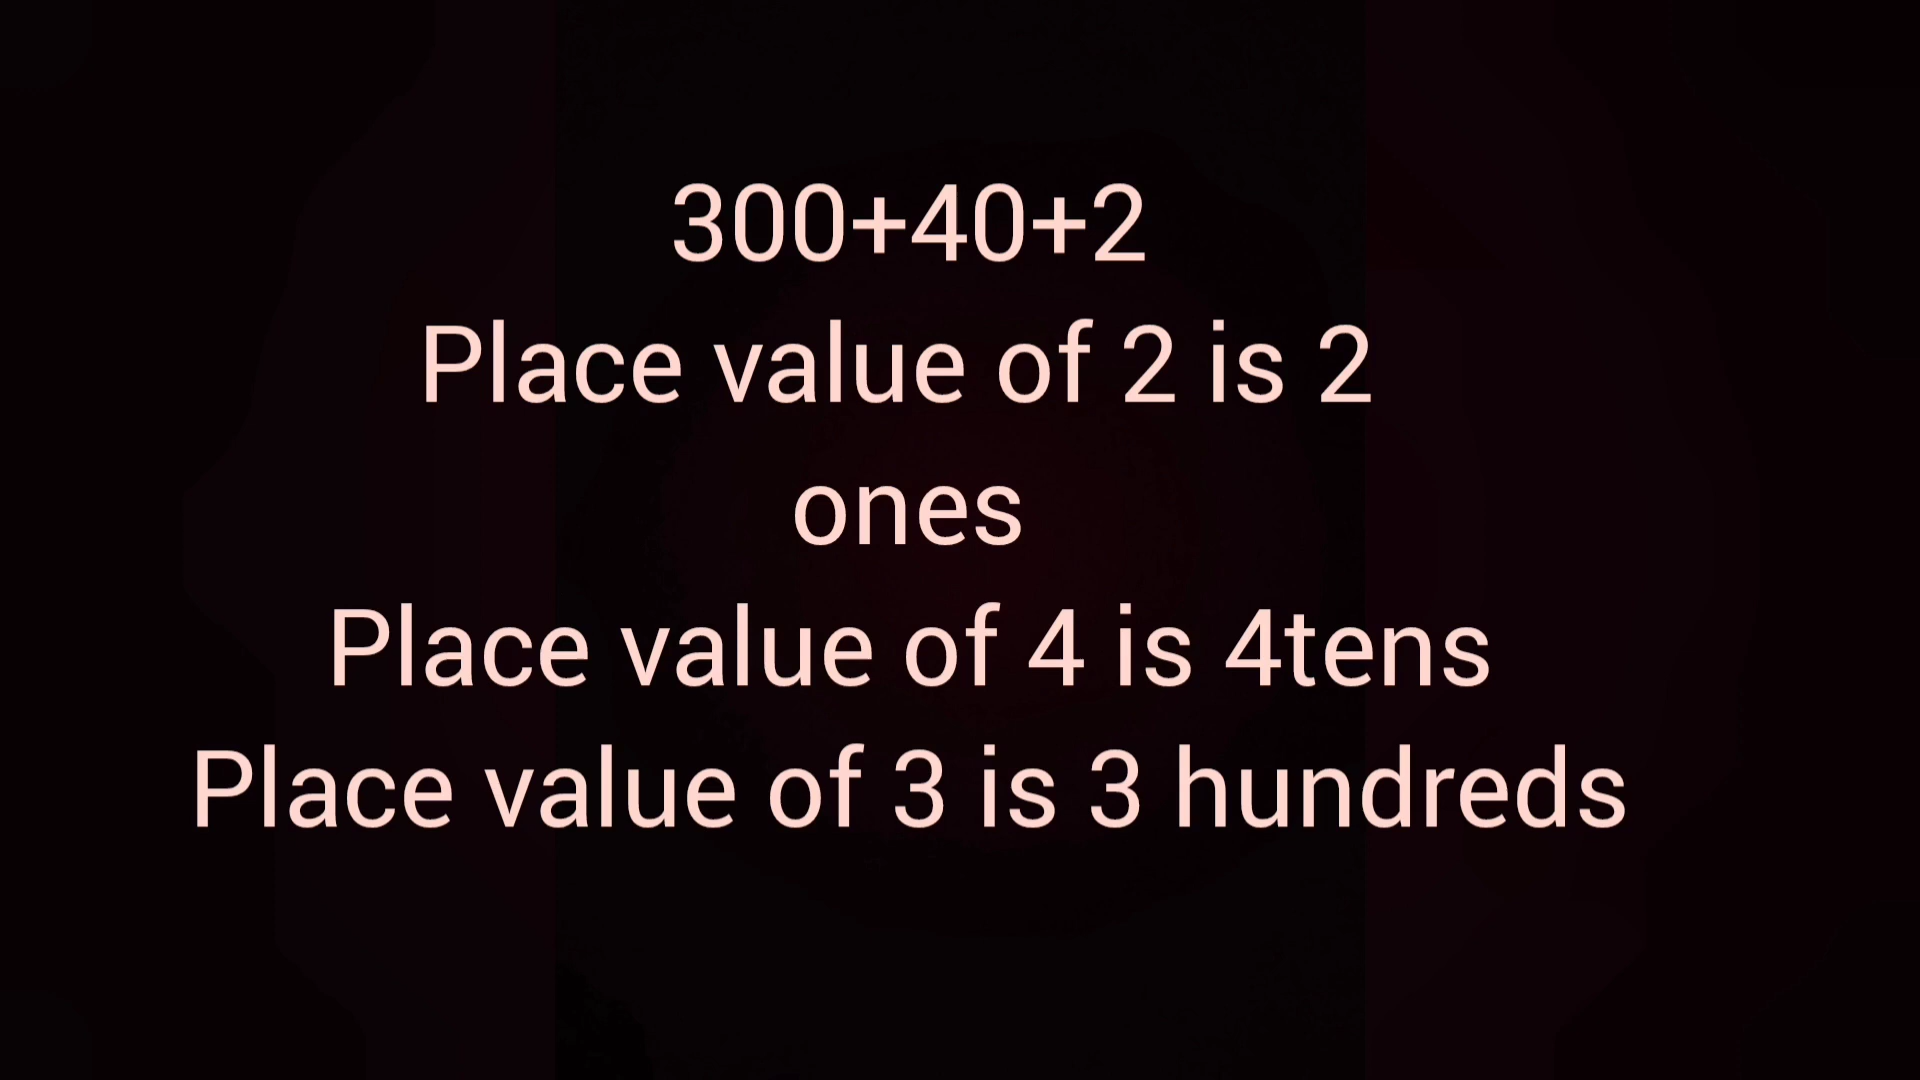 300+40+2
Place value of 2 is 2
ones
Place value of 4 is 4tens
Place value of 3 is 3 hundreds